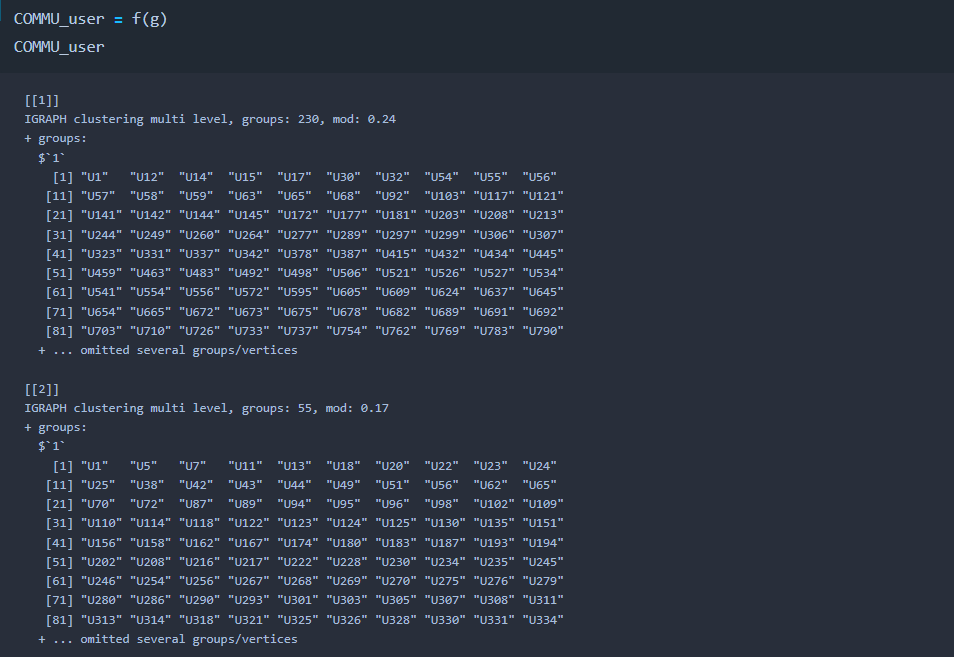 COMMU_user = f(g)
COMMU_user
[[1]]
IGRAPH clustering multi level, groups: 230, mod: 0.24
+ groups:
$`1`
[1] "U1" "U12" "U14" "U15" "U17" "U30" "U32" "U54" "U55" "U56"
[11] "U57" "U58" "U59" "U63" "U65" "U68" "U92" "U103" "U117" "U121"
[21] "U141" "U142" "U144" "U145" "U172" "U177" "U181" "U203" "U208" "U213"
[31] "U244" "U249" "U260" "U264" "U277" "U289" "U297" "U299" "U306" "U307"
[41] "U323" "U331" "U337" "U342" "U378" "U387" "U415" "U432" "U434" "U445"
[51] "U459" "U463" "U483" "U492" "U498" "U506" "U521" "U526" "U527" "U534"
[61] "U541" "U554" "U556" "U572" "U595" "U605" "U609" "U624" "U637" "U645"
[71] "U654" "U665" "U672" "U673" "U675" "U678" "U682" "U689" "U691" "U692"
[81] "U703" "U710" "U726" "U733" "U737" "U754" "U762" "U769" "U783" "U790"
+ ... omitted several groups/vertices
[[2]]
IGRAPH clustering multi level, groups: 55, mod: 0.17
+ groups:
$`1`
[1] "U1" "U5" "U7" "U11" "U13" "U18" "U20" "U22" "U23" "U24"
[11] "U25" "U38" "U42" "U43" "U44" "U49" "U51" "U56" "U62" "U65"
[21] "U70" "U72" "U87" "U89" "U94" "U95" "U96" "U98" "U102" "U109"
[31] "U110" "U114" "U118" "U122" "U123" "U124" "U125" "U130" "U135" "U151"
[41] "U156" "U158" "U162" "U167" "U174" "U180" "U183" "U187" "U193" "U194"
[51] "U202" "U208" "U216" "U217" "U222" "U228" "U230" "U234" "U235" "U245"
[61] "U246" "U254" "U256" "U267" "U268" "U269" "U270" "U275" "U276" "U279"
[71] "U280" "U286" "U290" "U293" "U301" "U303" "U305" "U307" "U308" "U311"
[81] "U313" "U314" "U318" "U321" "U325" "U326" "U328" "U330" "U331" "U334"
+ ... omitted several groups/vertices